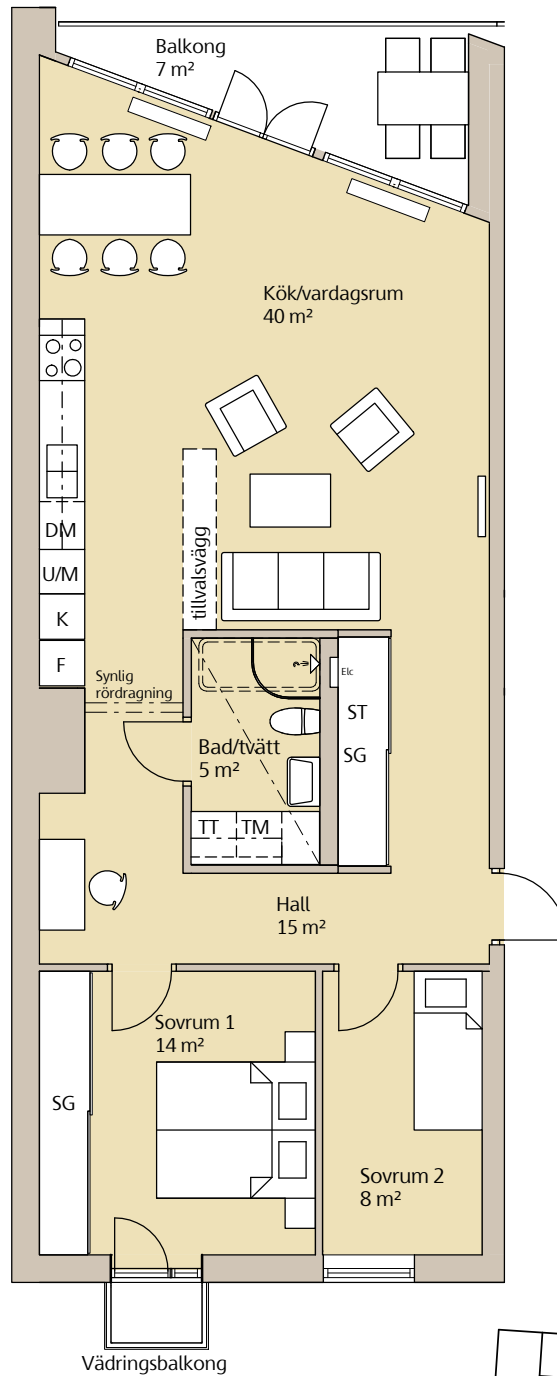 Balkong
7 m²
Kök/vardagsrum
40 m²
tillvalsvägg
DM
U/M
K
F
Synlig
rördragning
Elc
ST
SG
Bad/tvätt
5 m²
TT TM
Hall
15 m²
Sovrum 1
14 m²
SG
Sovrum 2
8 m²
Vädringsbalkong